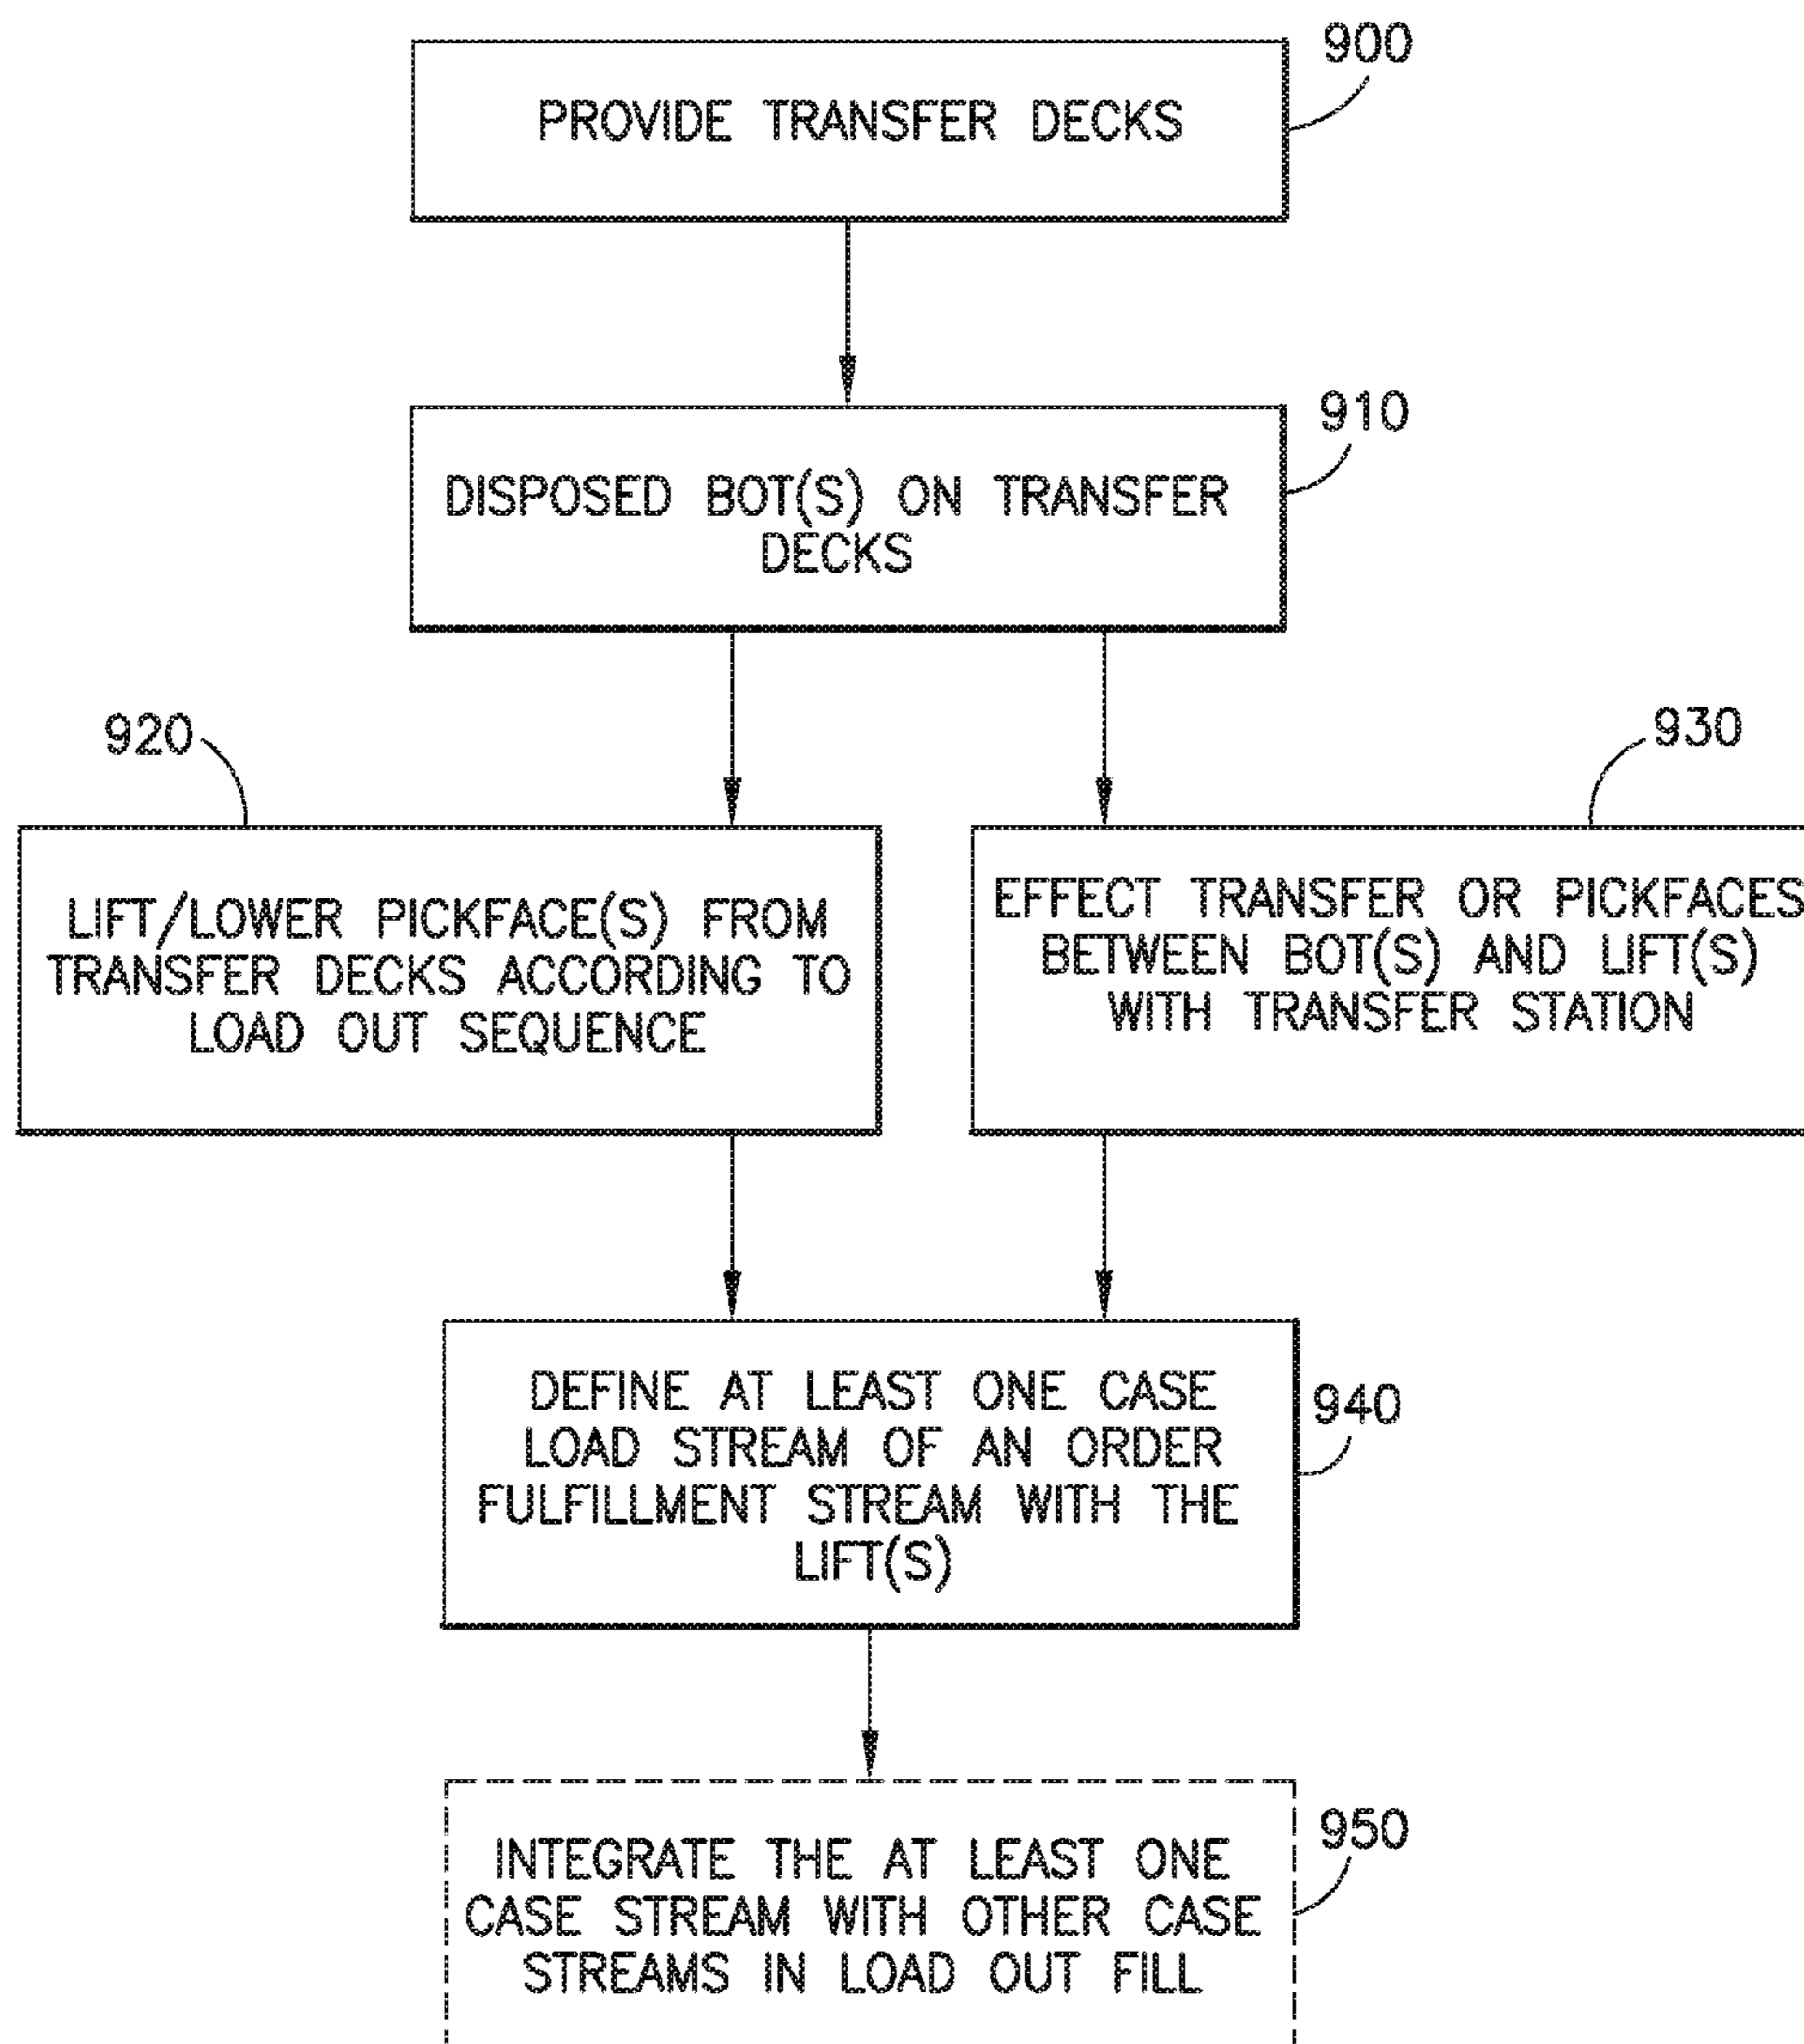 900
PROVIDE TRANSFER DECKS
910
DISPOSED BOT(S) ON TRANSFER
DECKS
920
930
LIFT/LOWER PICKFACE(S) FROM
TRANSFER DECKS ACCORDING TO
LOAD OUT SEQUENCE
EFFECT TRANSFER OR PICKFACES
BETWEEN BOT(S) AND LIFT(S)
WITH TRANSFER STATION
DEFINE AT LEAST ONE CASE
LOAD STREAM OF AN ORDER
FULFILLMENT STREAM WITH THE
LIFT(S)
940
INTEGRATE THE AT LEAST ONE
CASE STREAM WITH OTHER CASE
STREAMS IN LOAD OUT FILL
950